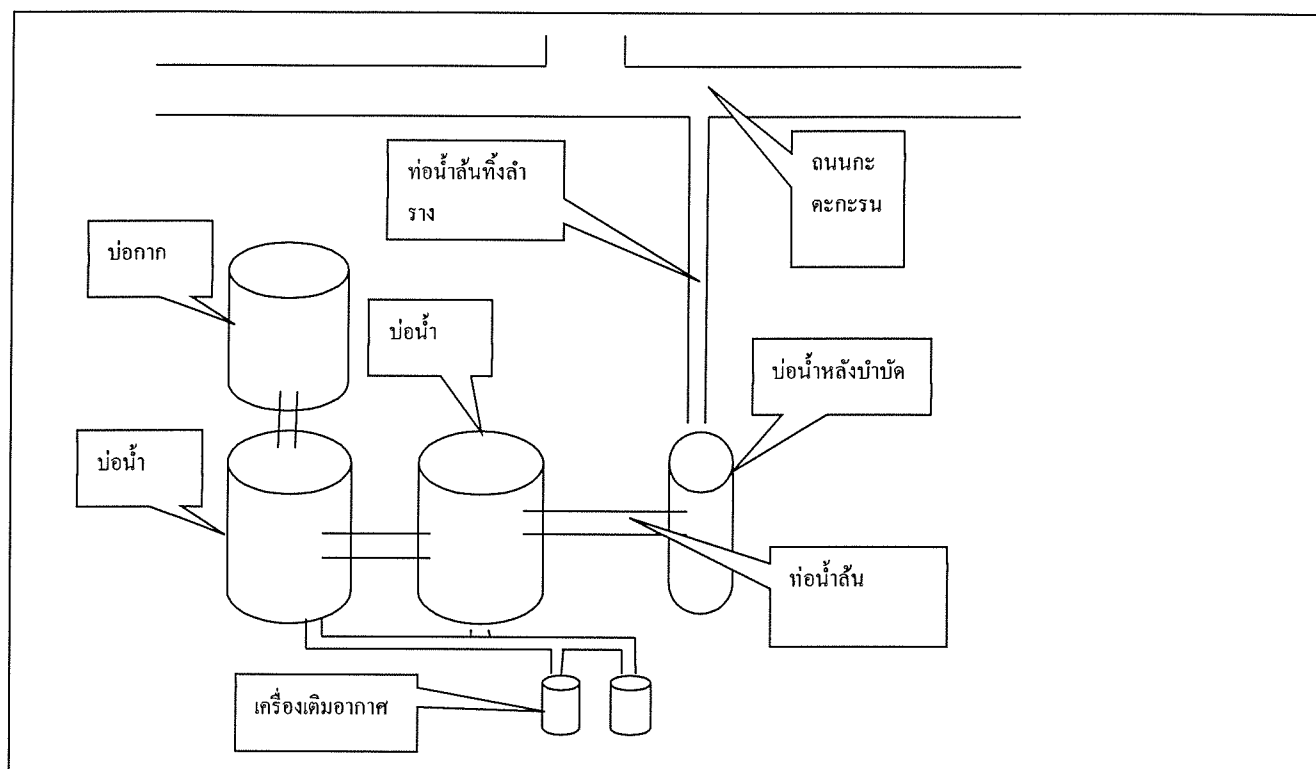 ท่อน้ำล้นทิ้งลำ
ราง
ถนนกะ
ตะกะรน
บ่อกาก
บ่อน้ำ
บ่อน้ำหลังบำบัด
บ่อน้ำ
ท่อน้ำล้น
เครื่องเติมอากาศ